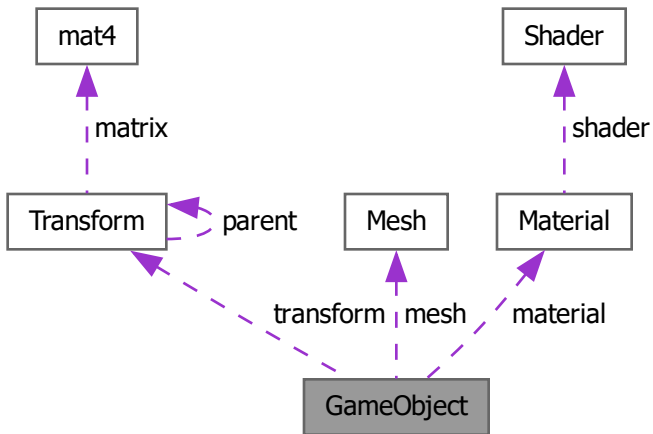 mat4
Shader
matrix
shader
Transform
parent
Mesh
Material
transform
mesh
material
GameObject